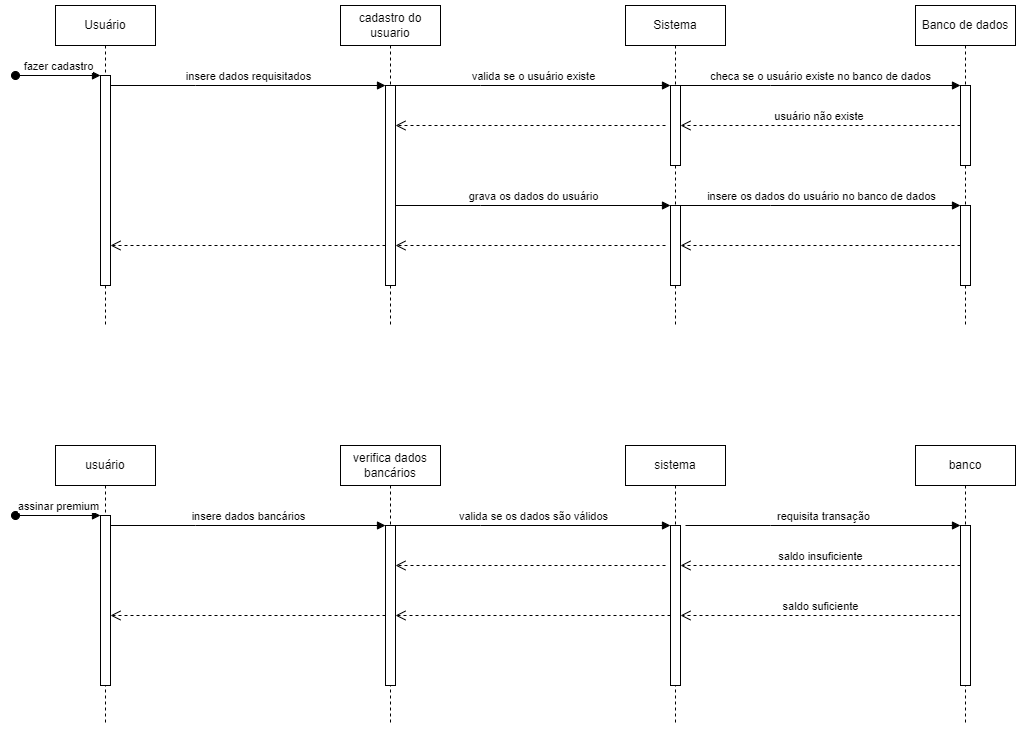 Usuário
cadastro do
usuario
Sistema
Banco de dados
fazer cadastro
insere dados requisitados
valida se o usuário existe
checa se o usuário existe no banco de dados
usuário não existe
grava os dados do usuário
insere os dados do usuário no banco de dados
usuário
verifica dados
bancários
sistema
banco
assinar premium
insere dados bancários
valida se os dados são válidos
requisita transação
saldo insuficiente
saldo suficiente